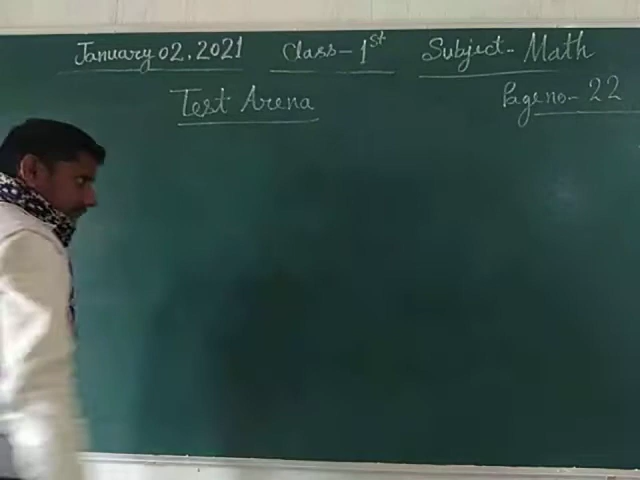 January 02, 2021 Class- 1st Subject- Math
Test Arena Page no- 22